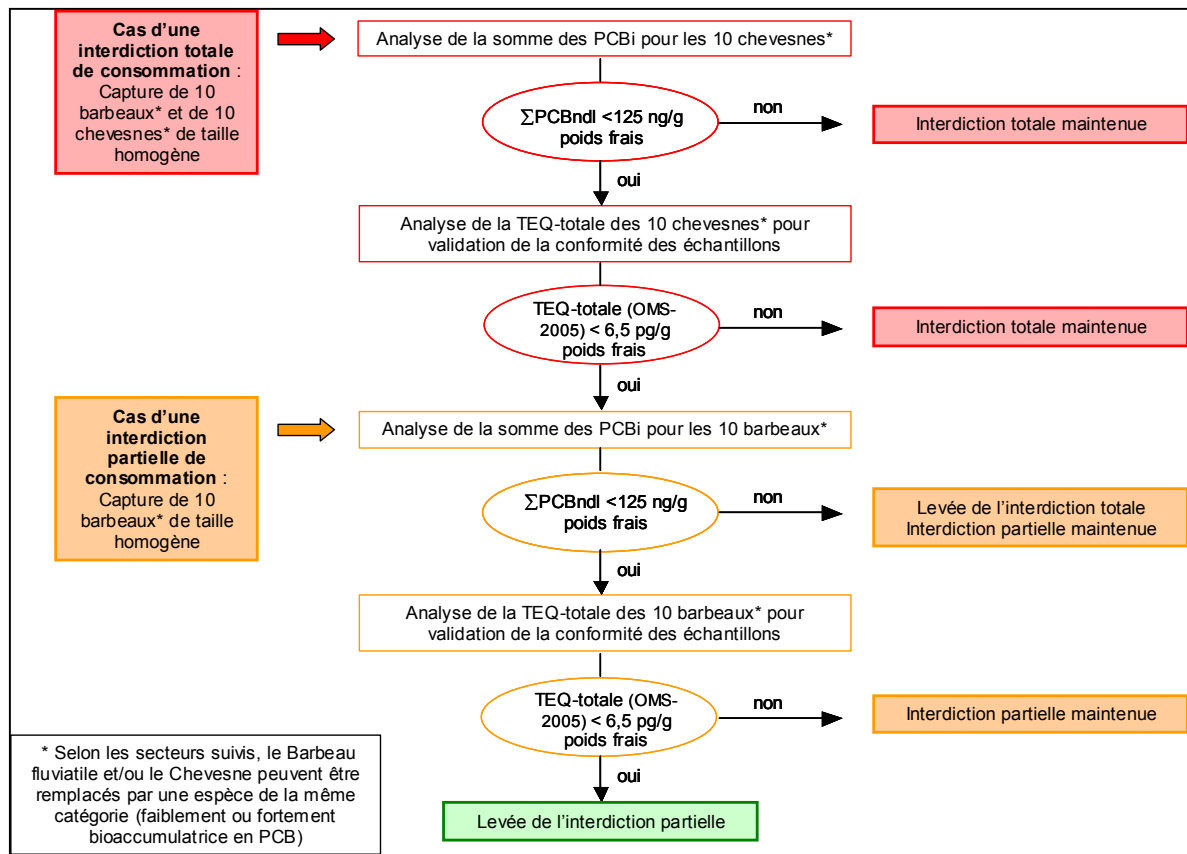 Cas d'une
interdiction totale
de consommation :
Capture de 10
barbeaux* et de 10
chevesnes* de taille
homogène
Analyse de la somme des PCBi pour les 10 chevesnes*
∑PCBndl <125 ng/g
poids frais
non
Interdiction totale maintenue
oui
Analyse de la TEQ-totale des 10 chevesnes* pour
validation de la conformité des échantillons
TEQ-totale (OMS-
2005) < 6,5 pg/g
poids frais
non
Interdiction totale maintenue
oui
Cas d'une
interdiction
partielle de
consommation :
Capture de 10
barbeaux* de taille
homogène
Analyse de la somme des PCBi pour les 10 barbeaux*
∑PCBndl <125 ng/g
poids frais
non
Levée de l'interdiction totale
Interdiction partielle maintenue
oui
Analyse de la TEQ-totale des 10 barbeaux* pour
validation de la conformité des échantillons
TEQ-totale (OMS-
2005) < 6,5 pg/g
poids frais
non
Interdiction partielle maintenue
oui
Levée de l'interdiction partielle
* Selon les secteurs suivis, le Barbeau
fluviatile et/ou le Chevesne peuvent être
remplacés par une espèce de la même
catégorie (faiblement ou fortement
bioaccumulatrice en PCB)